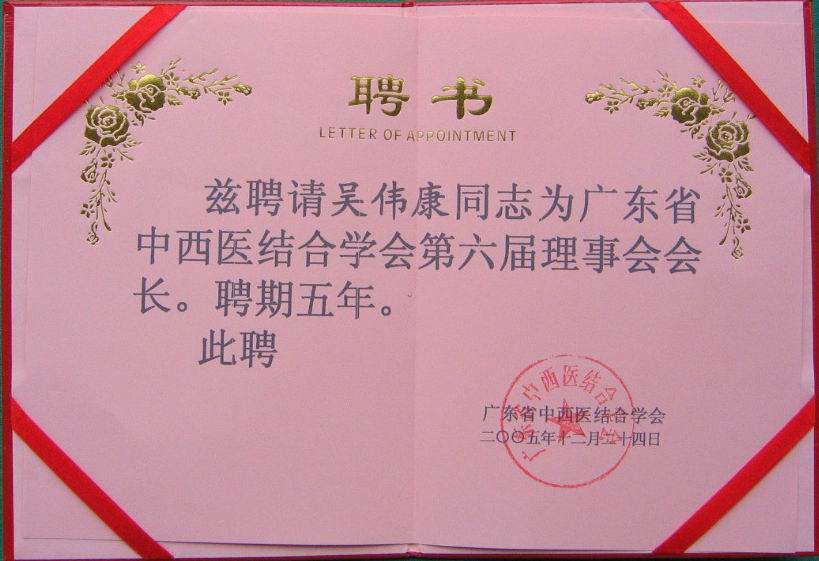 聘书
LETTER OF APPOINTMENT
兹聘请吴伟康同志为广东省
中西医结合学会第六届理事会会
长。聘期五年。
此聘
广东省中西医结合学会
广东省中西医结合学会
二〇〇五年十二月二十四日